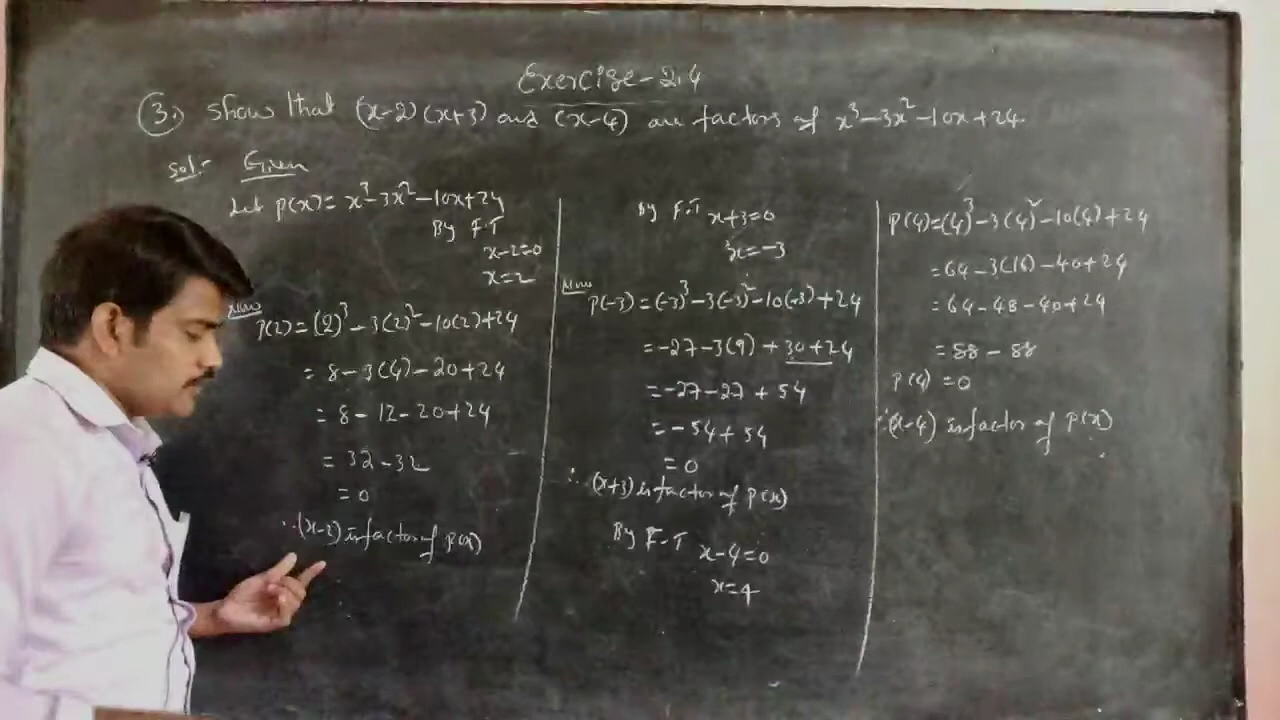 Exercise-2.4
3. Show that (x-2) (x+3) and (x-4) are factors of x³-3x²-10x+24.
Sol:- Given
Let p(x)= x³-3x²-10x+24
By F.T
x-2=0
x=2
Now
p(2)=(2)³-3(2)²-10(2)+24
=8-3(4)-20+24
=8-12-20+24
=32-32
=0
∴(x-2) is factor of p(x)
By F.T x+3=0
x=-3
Now
p(-3)=(-3)³-3(-3)²-10(-3)+24
=-27-3(9)+30+24
=-27-27+54
=-54+54
=0
∴(x+3) is factor of p(x)
By F.T x-4=0
x=4
p(4)=(4)³-3(4)²-10(4)+24
=64-3(16)-40+24
=64-48-40+24
=88-88
p(4)=0
∴(x-4) is factor of p(x)